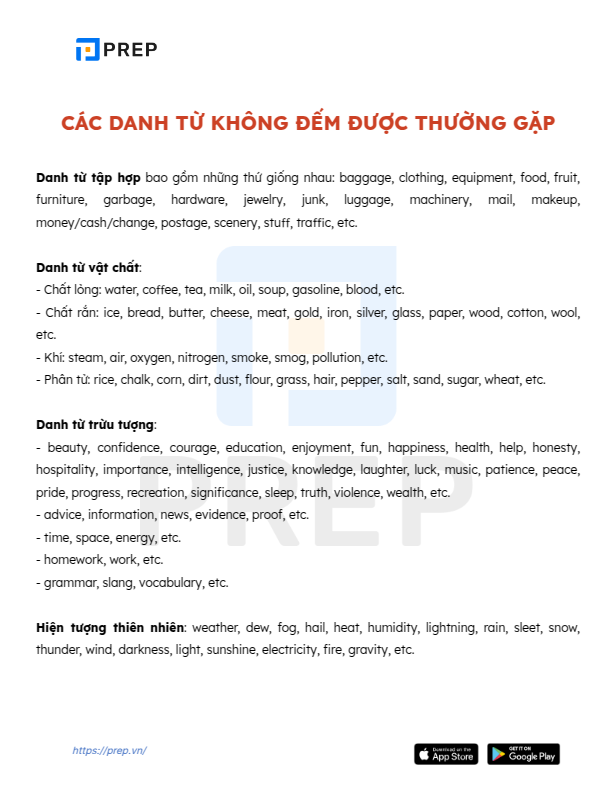 PREP
CÁC DANH TỪ KHÔNG ĐẾM ĐƯỢC THƯỜNG GẶP
Danh từ tập hợp bao gồm những thứ giống nhau: baggage, clothing, equipment, food, fruit,
furniture, garbage, hardware, jewelry, junk, luggage, machinery, mail, makeup,
money/cash/change, postage, scenery, stuff, traffic, etc.
Danh từ vật chất:
- Chất lỏng: water, coffee, tea, milk, oil, soup, gasoline, blood, etc.
- Chất rắn: ice, bread, butter, cheese, meat, gold, iron, silver, glass, paper, wood, cotton, wool,
etc.
- Khí: steam, air, oxygen, nitrogen, smoke, smog, pollution, etc.
- Phân tử: rice, chalk, corn, dirt, dust, flour, grass, hair, pepper, salt, sand, sugar, wheat, etc.
Danh từ trừu tượng:
- beauty, confidence, courage, education, enjoyment, fun, happiness, health, help, honesty,
hospitality, importance, intelligence, justice, knowledge, laughter, luck, music, patience, peace,
pride, progress, recreation, significance, sleep, truth, violence, wealth, etc.
- advice, information, news, evidence, proof, etc.
- time, space, energy, etc.
- homework, work, etc.
- grammar, slang, vocabulary, etc.
PREP
Hiện tượng thiên nhiên: weather, dew, fog, hail, heat, humidity, lightning, rain, sleet, snow,
thunder, wind, darkness, light, sunshine, electricity, fire, gravity, etc.
https://prep.vn/
Download on the
App Store
GET IT ON
Google Play